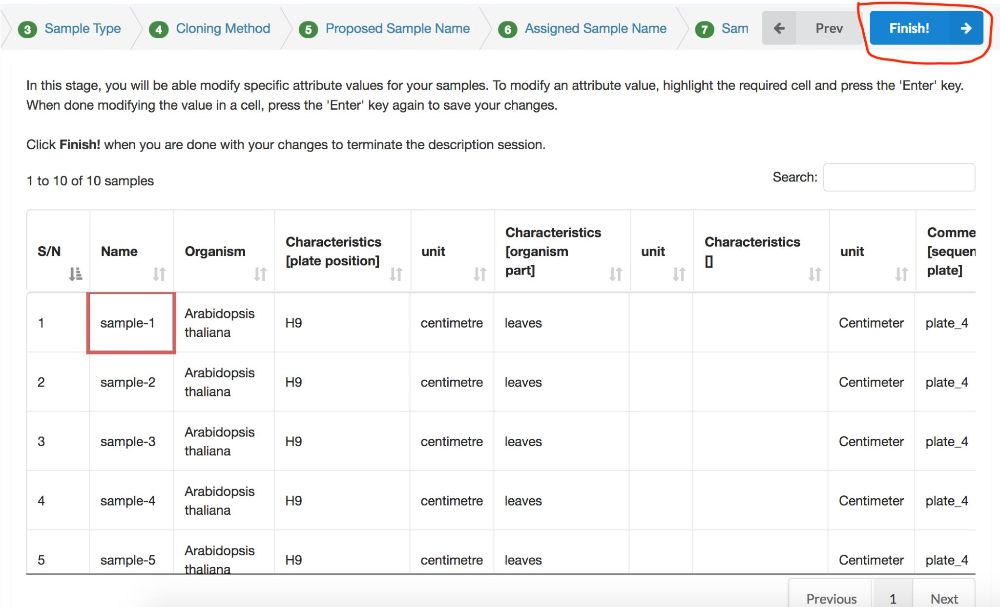 3 Sample Type 4 Cloning Method 5 Proposed Sample Name 6 Assigned Sample Name 7 Sam Prev Finish!
In this stage, you will be able modify specific attribute values for your samples. To modify an attribute value, highlight the required cell and press the 'Enter' key.
When done modifying the value in a cell, press the 'Enter' key again to save your changes.
Click Finish! when you are done with your changes to terminate the description session.
1 to 10 of 10 samples Search:
S/N Name Organism Characteristics [plate position] unit Characteristics [organism part] unit Characteristics [] unit Comme [sequen plate]
1 sample-1 Arabidopsis thaliana H9 centimetre leaves Centimeter plate_4
2 sample-2 Arabidopsis thaliana H9 centimetre leaves Centimeter plate_4
3 sample-3 Arabidopsis thaliana H9 centimetre leaves Centimeter plate_4
4 sample-4 Arabidopsis thaliana H9 centimetre leaves Centimeter plate_4
5 sample-5 Arabidopsis thaliana H9 centimetre leaves Centimeter plate_4
Previous 1 Next